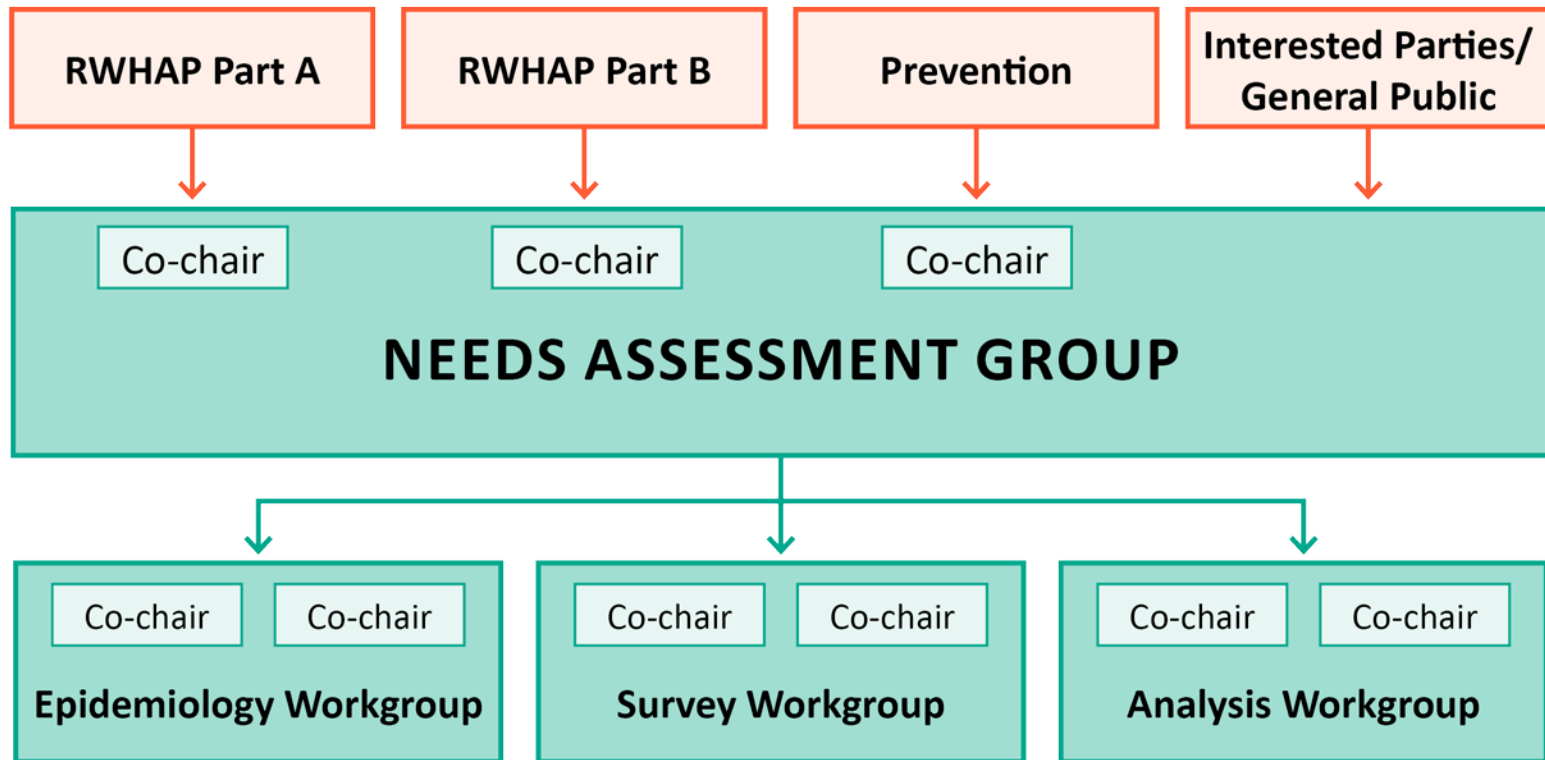 RWHAP Part A
RWHAP Part B
Prevention
Interested Parties/
General Public
Co-chair
Co-chair
Co-chair
NEEDS ASSESSMENT GROUP
Co-chair
Co-chair
Epidemiology Workgroup
Co-chair
Co-chair
Survey Workgroup
Co-chair
Co-chair
Analysis Workgroup